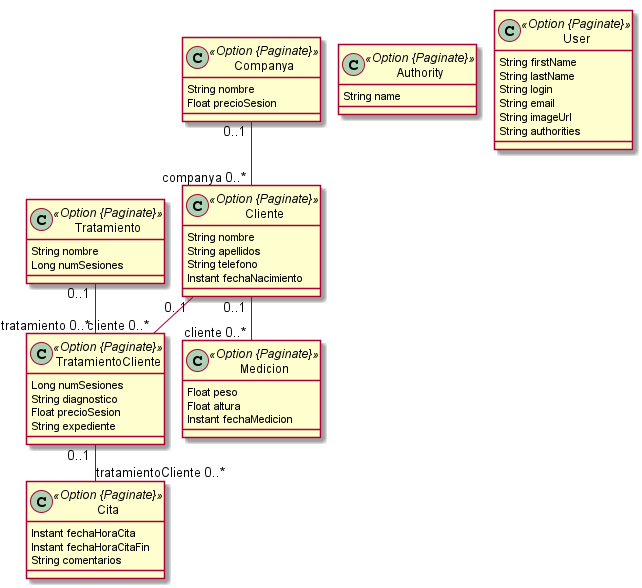 C «Option {Paginate}»
Companya
String nombre
Float precioSesion
C «Option {Paginate}»
Authority
String name
C «Option {Paginate}»
User
String firstName
String lastName
String login
String email
String imageUrl
String authorities
0..1
companya 0..*
C «Option {Paginate}»
Tratamiento
String nombre
Long numSesiones
C «Option {Paginate}»
Cliente
String nombre
String apellidos
String telefono
Instant fechaNacimiento
0..1
0..1
0..1
tratamiento 0..*
cliente 0..*
cliente 0..*
C «Option {Paginate}»
TratamientoCliente
Long numSesiones
String diagnostico
Float precioSesion
String expediente
C «Option {Paginate}»
Medicion
Float peso
Float altura
Instant fechaMedicion
0..1
tratamientoCliente 0..*
C «Option {Paginate}»
Cita
Instant fechaHoraCita
Instant fechaHoraCitaFin
String comentarios